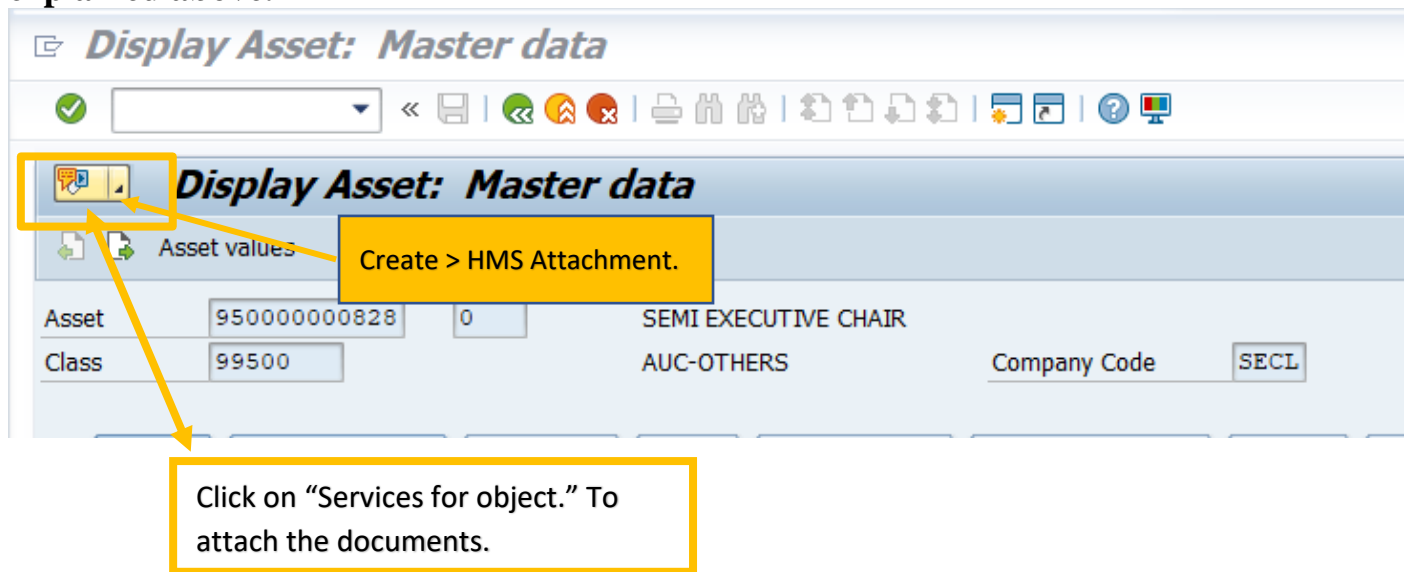 Display Asset: Master data
Display Asset: Master data
Asset values
Create > HMS Attachment.
Asset 950000000828 0 SEMI EXECUTIVE CHAIR
Class 99500 AUC-OTHERS Company Code SECL
Click on “Services for object.” To
attach the documents.